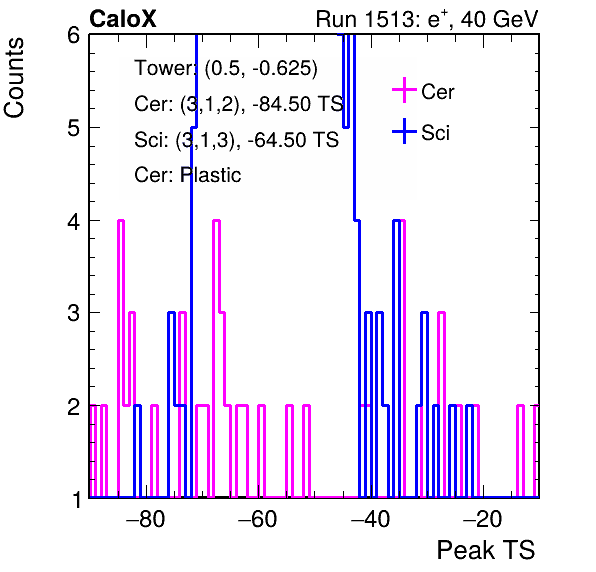 CaloX Run 1513: e⁺, 40 GeV
Counts
6
Tower: (0.5, -0.625)
Cer: (3,1,2), -84.50 TS
Sci: (3,1,3), -64.50 TS
Cer: Plastic
Cer
Sci
5
4
3
2
1
−80 −60 −40 −20
Peak TS